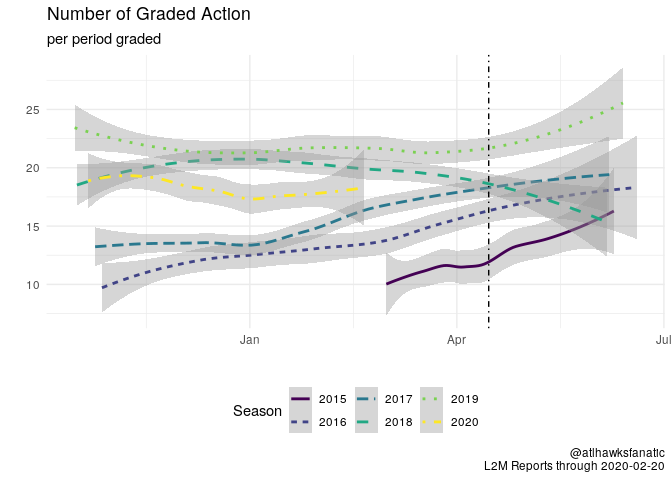 Number of Graded Action
per period graded
25
20
15
10
Jan
Apr
Jul
Season
2015
2017
2019
2016
2018
2020
@atlhawksfanatic
L2M Reports through 2020-02-20